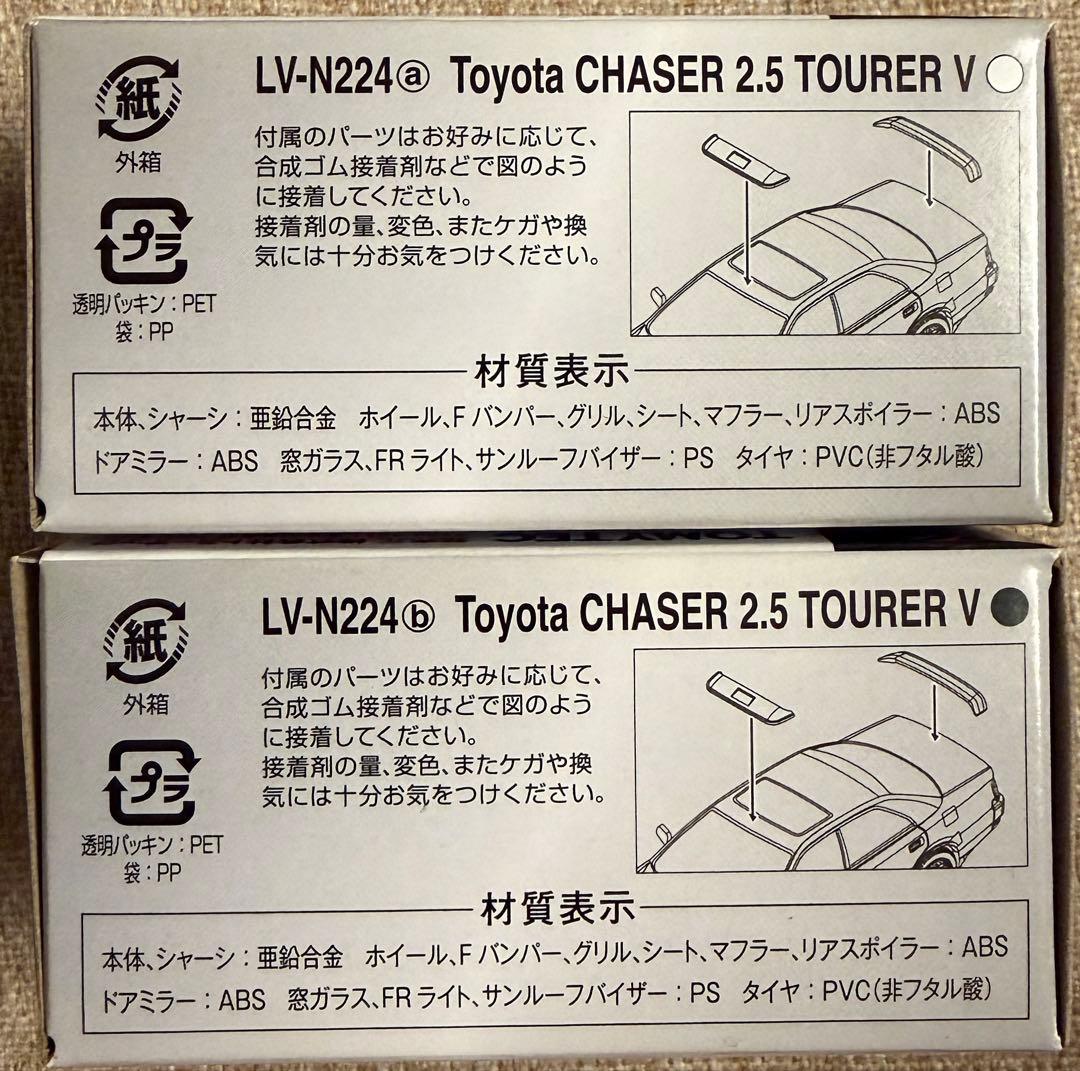 紙
外箱
プラ
透明パッキン：PET
袋：PP
LV-N224ⓐ Toyota CHASER 2.5 TOURER V
付属のパーツはお好みに応じて、
合成ゴム接着剤などで図のよう
に接着してください。
接着剤の量、変色、またケガや換
気には十分お気をつけください。
材質表示
本体、シャーシ：亜鉛合金　ホイール、Fバンパー、グリル、シート、マフラー、リアスポイラー：ABS
ドアミラー：ABS　窓ガラス、FRライト、サンルーフバイザー：PS　タイヤ：PVC（非フタル酸）
TOMYTEC
紙
外箱
プラ
透明パッキン：PET
袋：PP
LV-N224ⓑ Toyota CHASER 2.5 TOURER V
付属のパーツはお好みに応じて、
合成ゴム接着剤などで図のよう
に接着してください。
接着剤の量、変色、またケガや換
気には十分お気をつけください。
材質表示
本体、シャーシ：亜鉛合金　ホイール、Fバンパー、グリル、シート、マフラー、リアスポイラー：ABS
ドアミラー：ABS　窓ガラス、FRライト、サンルーフバイザー：PS　タイヤ：PVC（非フタル酸）